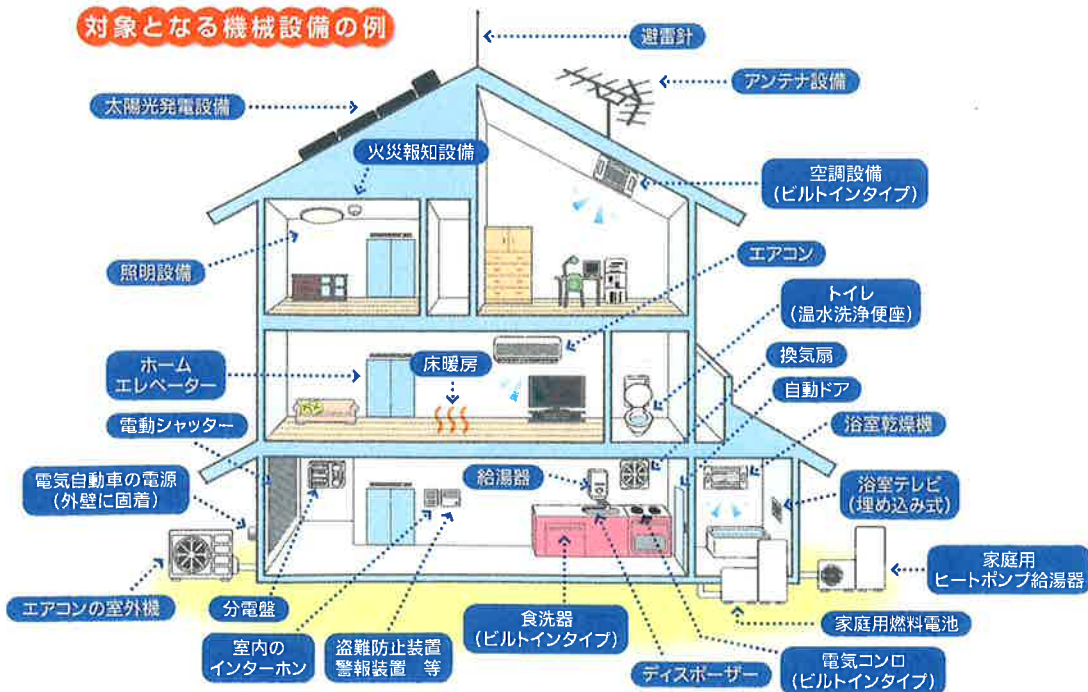 対象となる機械設備の例
避雷針
アンテナ設備
太陽光発電設備
火災報知設備
空調設備
(ビルトインタイプ)
照明設備
エアコン
トイレ
(温水洗浄便座)
ホーム
エレベーター
床暖房
換気扇
自動ドア
電動シャッター
浴室乾燥機
電気自動車の電源
(外壁に固着)
給湯器
浴室テレビ
(埋め込み式)
家庭用
ヒートポンプ給湯器
エアコンの室外機
分電盤
食洗器
(ビルトインタイプ)
家庭用燃料電池
室内の
インターホン
盗難防止装置
警報装置 等
ディスポーザー
電気コンロ
(ビルトインタイプ)